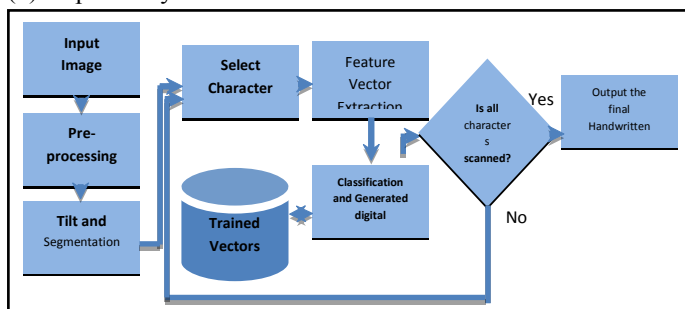 Input
Image
Pre-
processing
Tilt and
Segmentation
Select
Character
Feature
Vector
Extraction
Classification
and Generated
digital
Trained
Vectors
Is all
character
s
scanned?
Yes
No
Output the
final
Handwritten